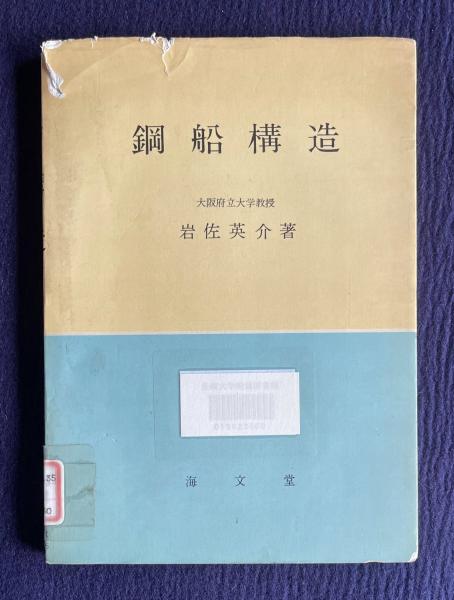 鋼船構造
大阪府立大学教授
岩佐英介著
海文堂